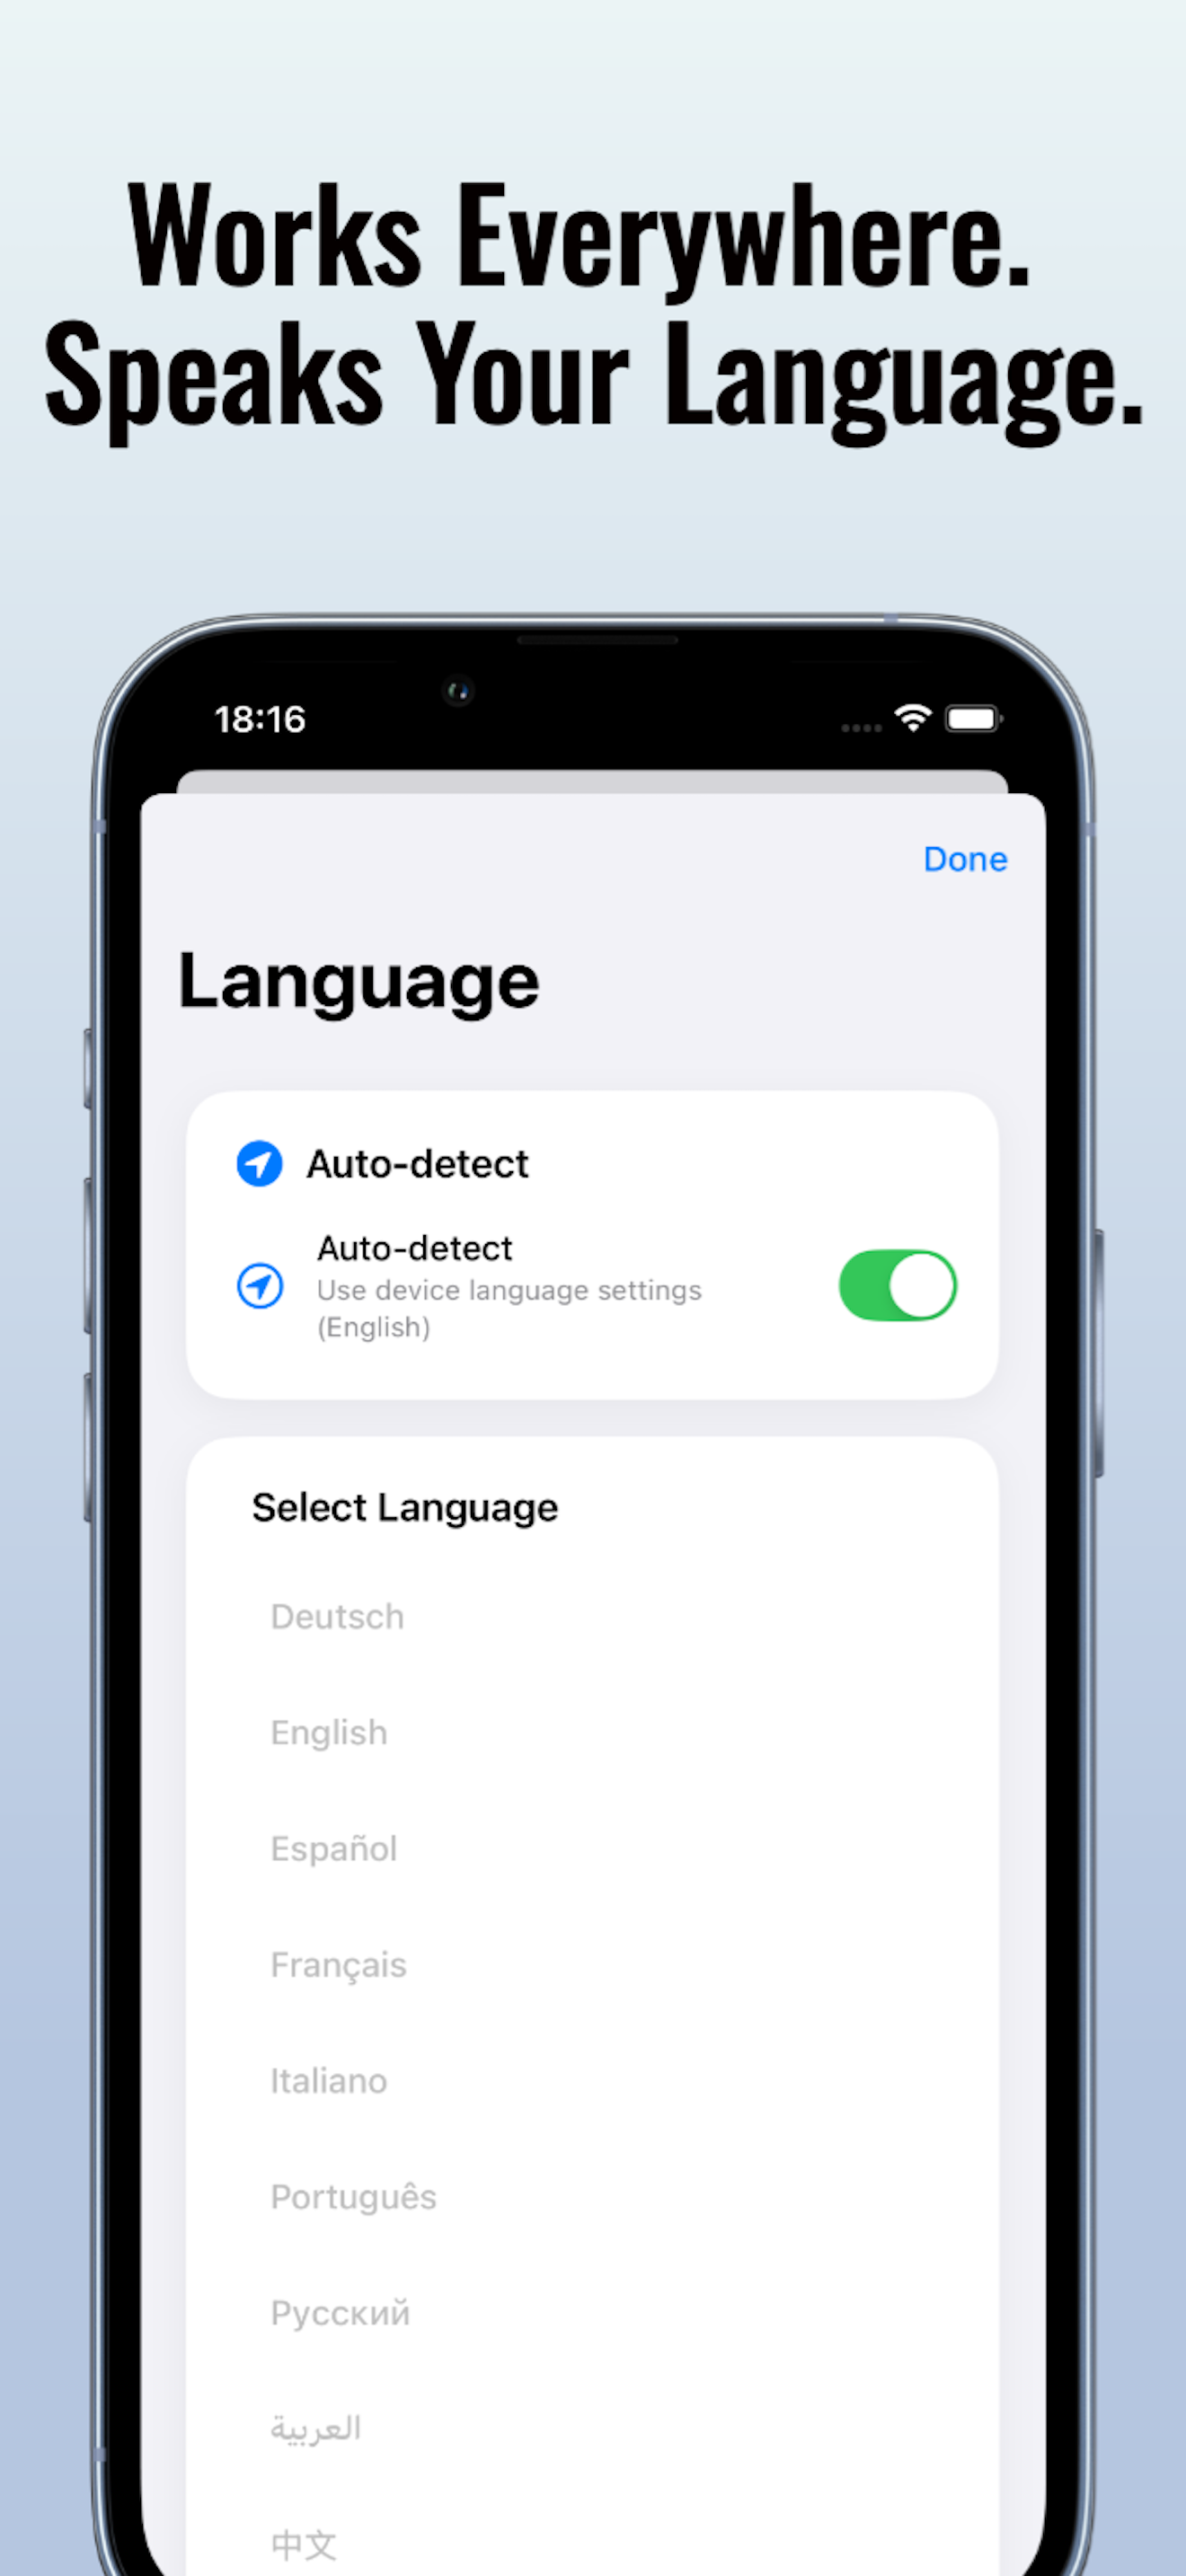 Works Everywhere.
Speaks Your Language.
18:16
Done
Language
Auto-detect
Auto-detect
Use device language settings
(English)
Select Language
Deutsch
English
Español
Français
Italiano
Português
Русский
العربية
中文